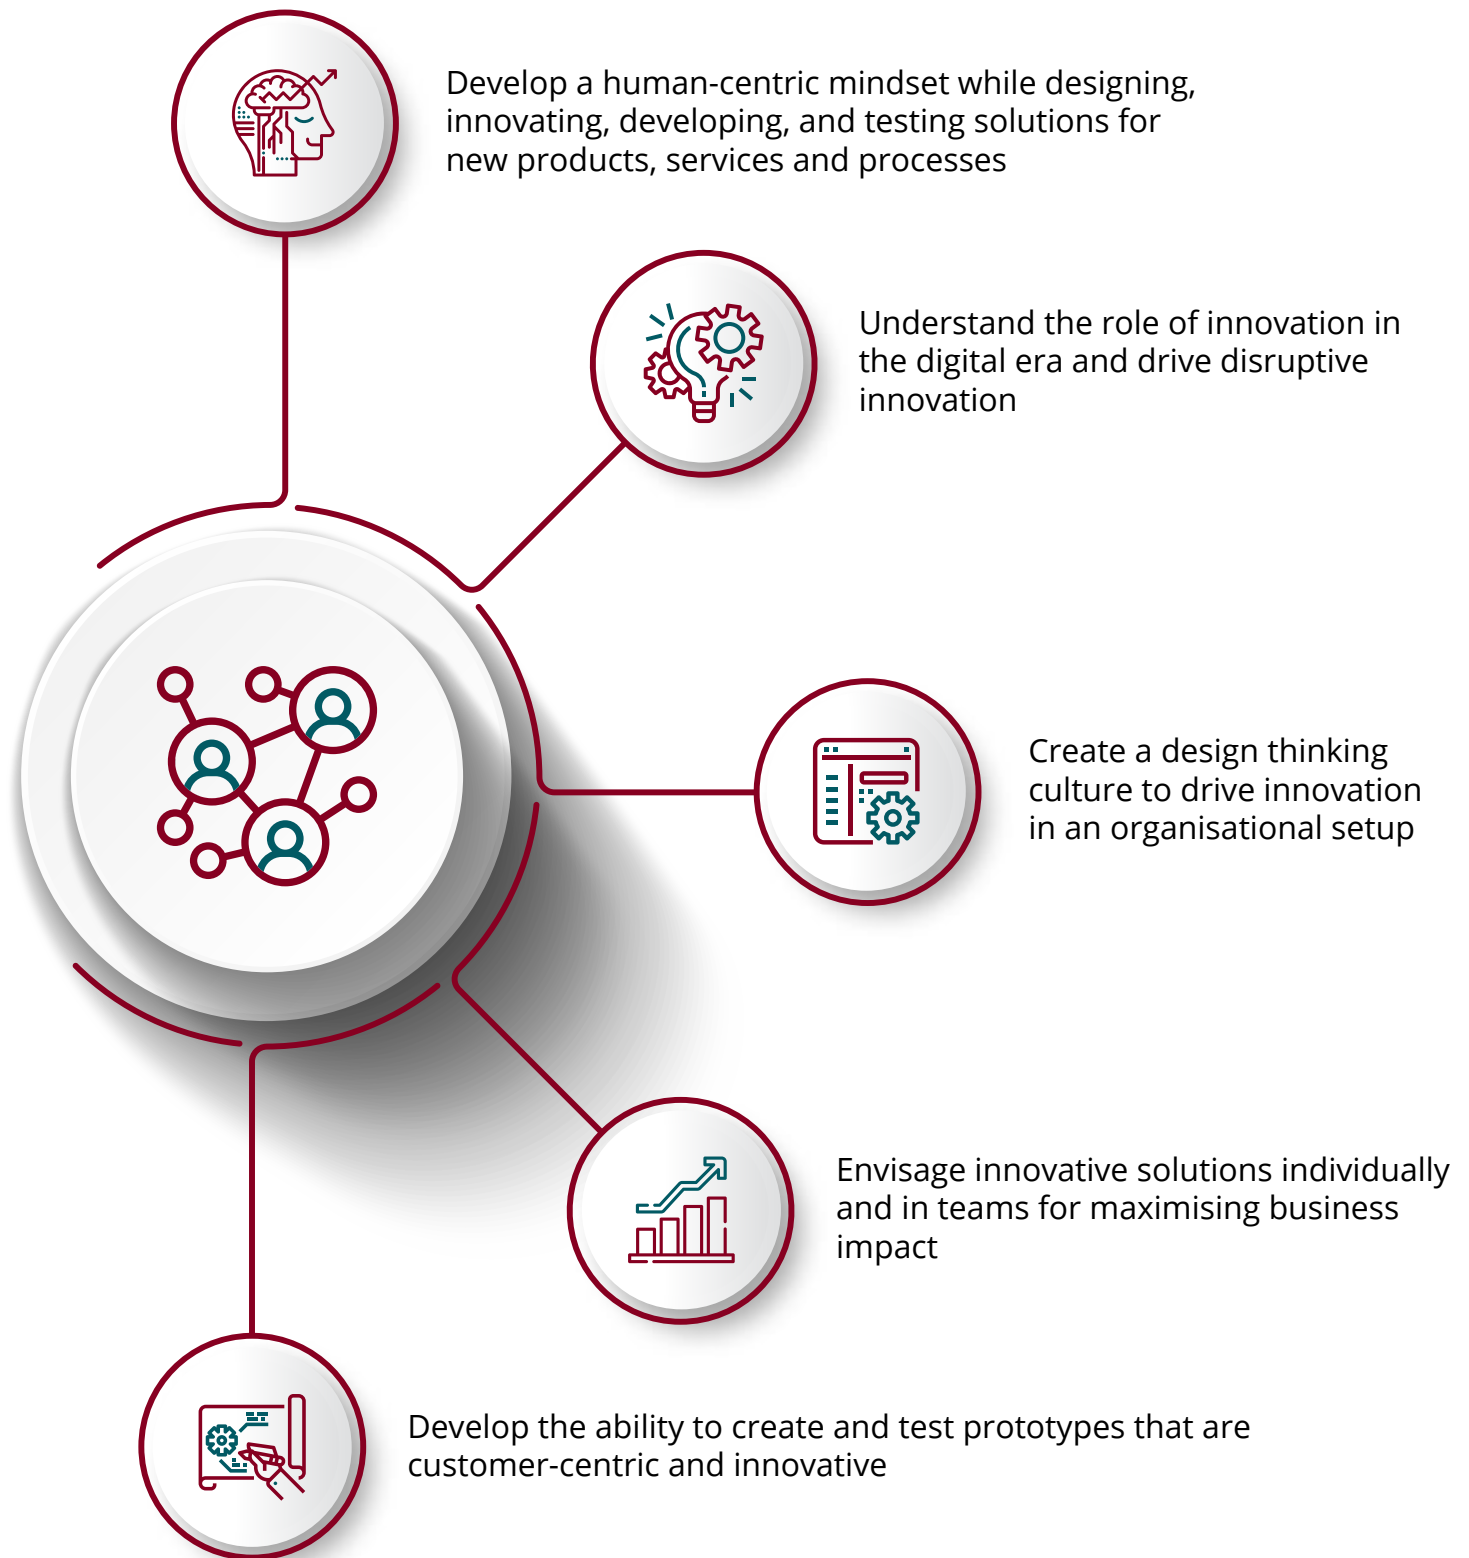 Develop a human-centric mindset while designing,
innovating, developing, and testing solutions for
new products, services and processes
Understand the role of innovation in
the digital era and drive disruptive
innovation
Create a design thinking
culture to drive innovation
in an organisational setup
Envisage innovative solutions individually
and in teams for maximising business
impact
Develop the ability to create and test prototypes that are
customer-centric and innovative